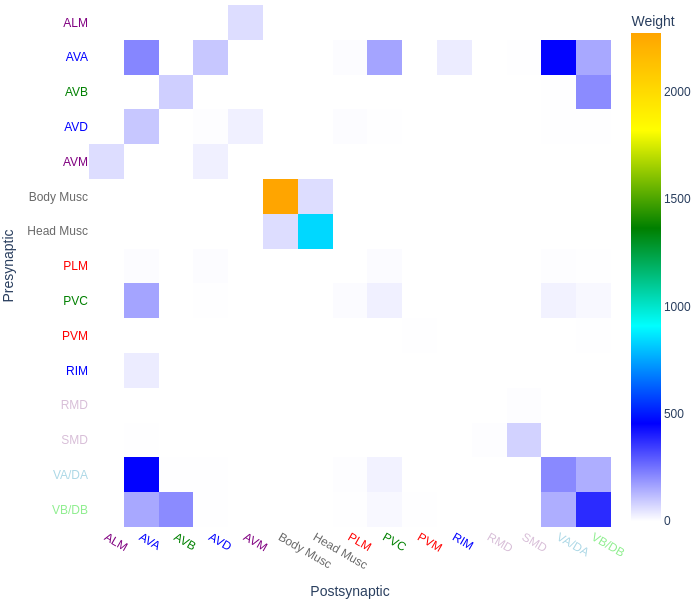 Weight
ALM
AVA
AVB
AVD
AVM
Body Musc
Head Musc
PLM
PVC
PVM
RIM
RMD
SMD
VA/DA
VB/DB
Presynaptic
2000
1500
1000
500
0
ALM
AVA
AVB
AVD
AVM
Body Musc
Head Musc
PLM
PVC
PVM
RIM
RMD
SMD
VA/DA
VB/DB
Postsynaptic